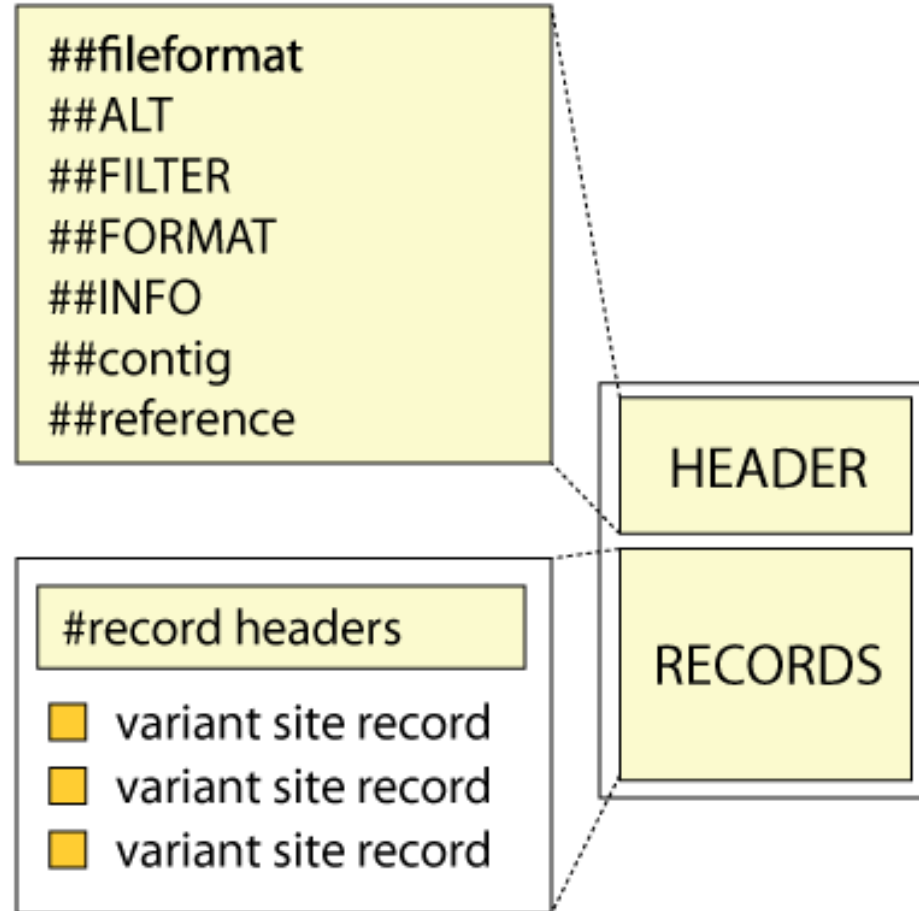 ##fileformat
##ALT
##FILTER
##FORMAT
##INFO
##contig
##reference
HEADER
#record headers
variant site record
variant site record
variant site record
RECORDS